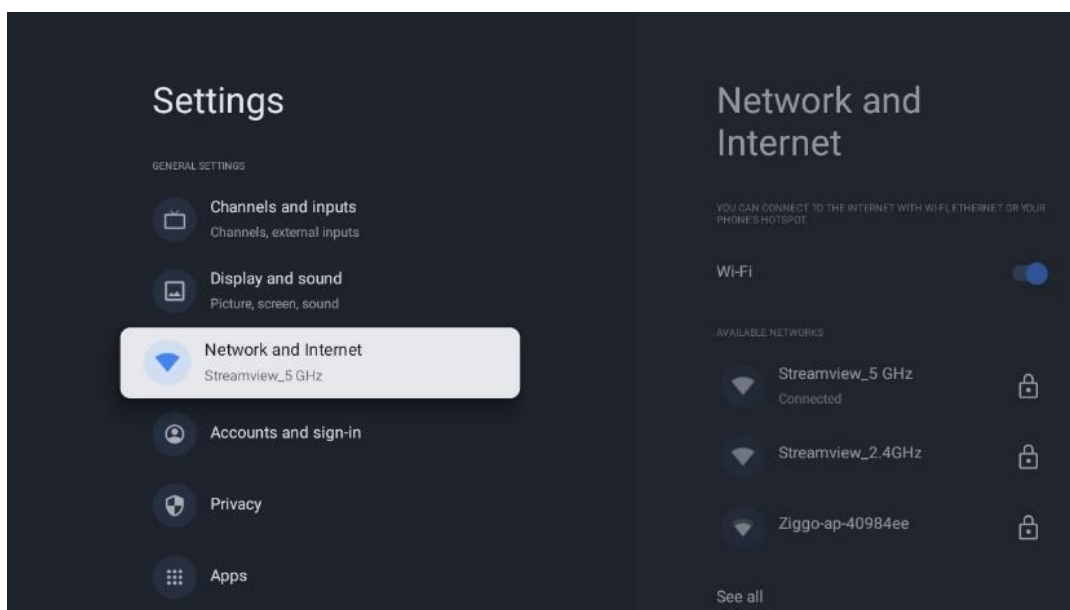 Settings
GENERAL SETTINGS
Channels and inputs
Channels, external inputs
Display and sound
Picture, screen, sound
Network and Internet
Streamview_5 GHz
Accounts and sign-in
Privacy
Apps
Network and
Internet
YOU CAN CONNECT TO THE INTERNET WITH WI-FI, ETHERNET OR YOUR
PHONE'S HOTSPOT.
Wi-Fi
AVAILABLE NETWORKS
Streamview_5 GHz
Connected
Streamview_2.4GHz
Ziggo-ap-40984ee
See all